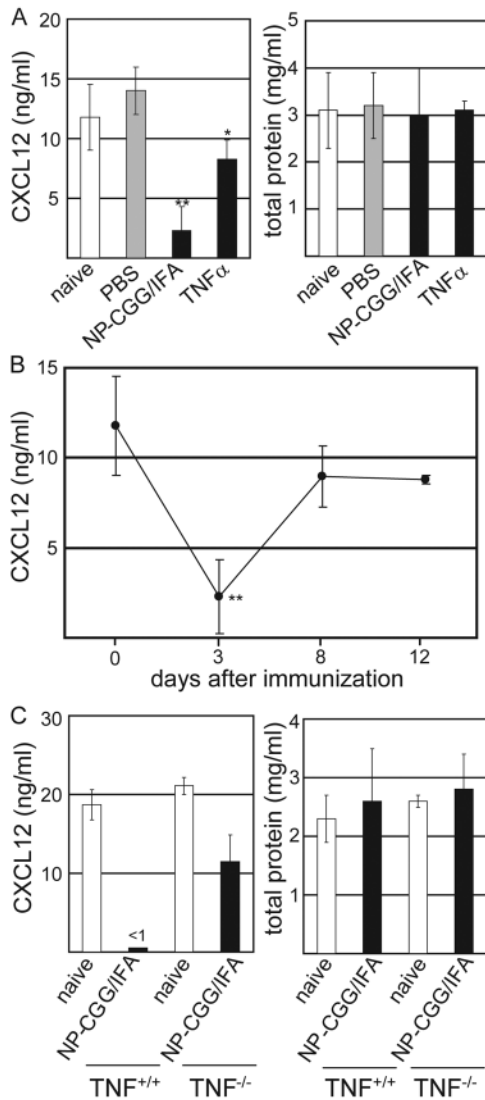 A
CXCL12 (ng/ml)
20
15
10
5
**
*
naive
PBS
NP-CGG/IFA
TNFα
total protein (mg/ml)
5
4
3
2
1
naive
PBS
NP-CGG/IFA
TNFα
B
CXCL12 (ng/ml)
15
10
5
**
0 3 8 12
days after immunization
C
CXCL12 (ng/ml)
30
20
10
<1
naive
NP-CGG/IFA
naive
NP-CGG/IFA
TNF+/+ TNF-/-
total protein (mg/ml)
4
3
2
1
naive
NP-CGG/IFA
naive
NP-CGG/IFA
TNF+/+ TNF-/-